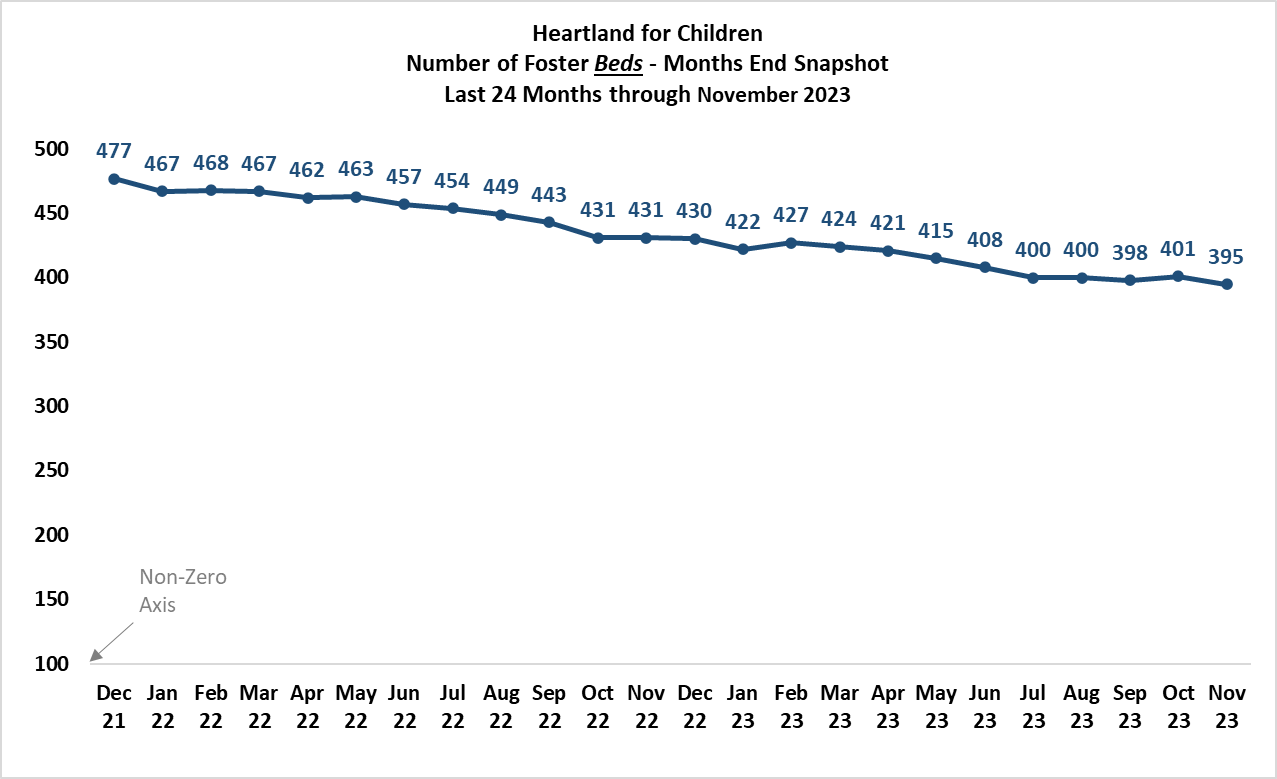 Heartland for Children
Number of Foster Beds - Months End Snapshot
Last 24 Months through November 2023
500
450
400
350
300
250
200
150
100
477 467 468 467 462 463 457 454 449 443 431 431 430 422 427 424 421 415 408 400 400 398 401 395
Non-Zero
Axis
Dec Jan Feb Mar Apr May Jun Jul Aug Sep Oct Nov Dec Jan Feb Mar Apr May Jun Jul Aug Sep Oct Nov
21 22 22 22 22 22 22 22 22 22 22 22 22 23 23 23 23 23 23 23 23 23 23 23